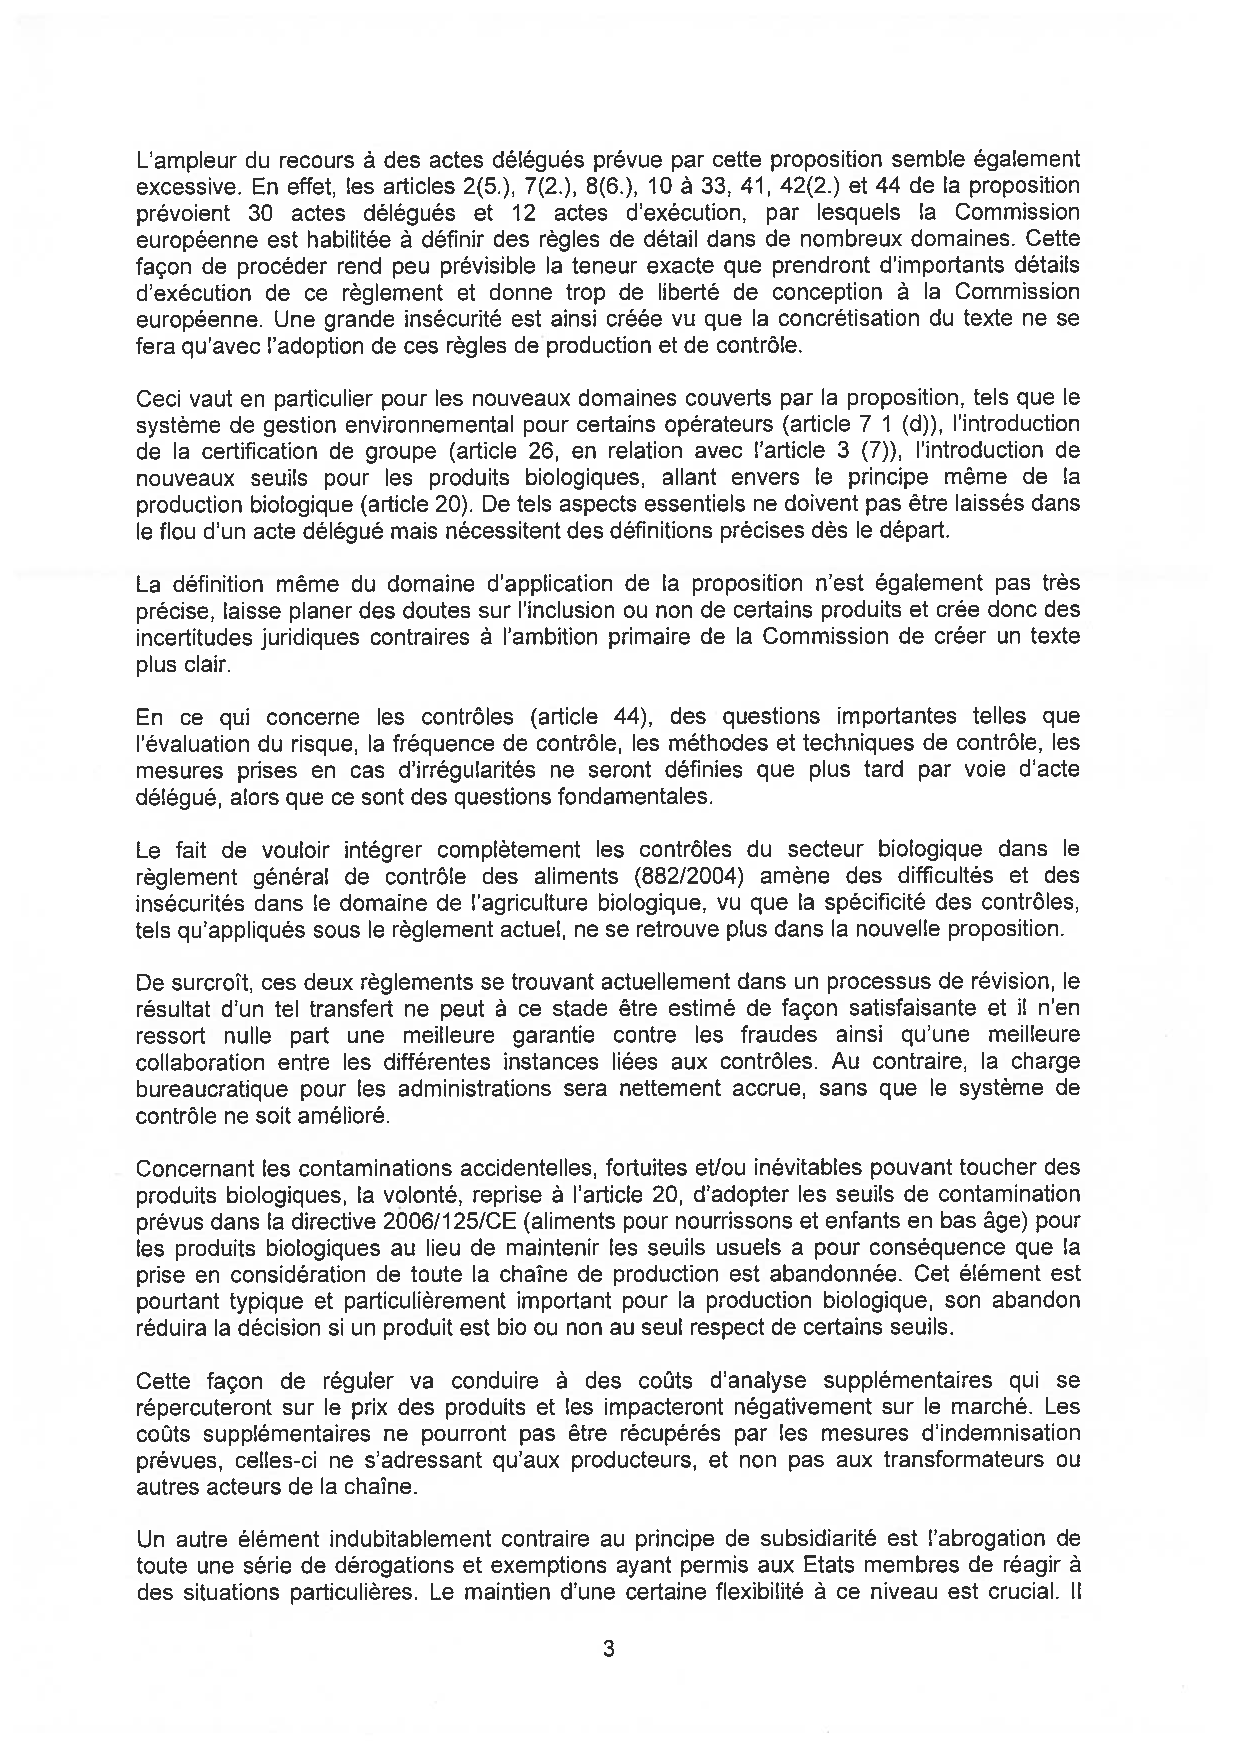 L'ampleur du recours à des actes délégués prévue par cette proposition semble également
excessive. En effet, les articles 2(5.), 7(2.), 8(6.), 10 à 33, 41, 42(2.) et 44 de la proposition
prévoient 30 actes délégués et 12 actes d'exécution, par lesquels la Commission
européenne est habilitée à définir des règles de détail dans de nombreux domaines. Cette
façon de procéder rend peu prévisible la teneur exacte que prendront d'importants détails
d'exécution de ce règlement et donne trop de liberté de conception à la Commission
européenne. Une grande insécurité est ainsi créée vu que la concrétisation du texte ne se
fera qu'avec l'adoption de ces règles de production et de contrôle.
Ceci vaut en particulier pour les nouveaux domaines couverts par la proposition, tels que le
système de gestion environnemental pour certains opérateurs (article 7 1 (d)), l'introduction
de la certification de groupe (article 26, en relation avec l'article 3 (7)), l'introduction de
nouveaux seuils pour les produits biologiques, allant envers le principe même de la
production biologique (article 20). De tels aspects essentiels ne doivent pas être laissés dans
le flou d'un acte délégué mais nécessitent des définitions précises dès le départ.
La définition même du domaine d'application de la proposition n'est également pas très
précise, laisse planer des doutes sur l'inclusion ou non de certains produits et crée donc des
incertitudes juridiques contraires à l'ambition primaire de la Commission de créer un texte
plus clair.
En ce qui concerne les contrôles (article 44), des questions importantes telles que
l'évaluation du risque, la fréquence de contrôle, les méthodes et techniques de contrôle, les
mesures prises en cas d'irrégularités ne seront définies que plus tard par voie d'acte
délégué, alors que ce sont des questions fondamentales.
Le fait de vouloir intégrer complètement les contrôles du secteur biologique dans le
règlement général de contrôle des aliments (882/2004) amène des difficultés et des
insécurités dans le domaine de l'agriculture biologique, vu que la spécificité des contrôles,
tels qu'appliqués sous le règlement actuel, ne se retrouve plus dans la nouvelle proposition.
De surcroît, ces deux règlements se trouvant actuellement dans un processus de révision, le
résultat d'un tel transfert ne peut à ce stade être estimé de façon satisfaisante et il n'en
ressort nulle part une meilleure garantie contre les fraudes ainsi qu'une meilleure
collaboration entre les différentes instances liées aux contrôles. Au contraire, la charge
bureaucratique pour les administrations sera nettement accrue, sans que le système de
contrôle ne soit amélioré.
Concernant les contaminations accidentelles, fortuites et/ou inévitables pouvant toucher des
produits biologiques, la volonté, reprise à l'article 20, d'adopter les seuils de contamination
prévus dans la directive 2006/125/CE (aliments pour nourrissons et enfants en bas âge) pour
les produits biologiques au lieu de maintenir les seuils usuels a pour conséquence que la
prise en considération de toute la chaîne de production est abandonnée. Cet élément est
pourtant typique et particulièrement important pour la production biologique, son abandon
réduira la décision si un produit est bio ou non au seul respect de certains seuils.
Cette façon de réguler va conduire à des coûts d'analyse supplémentaires qui se
répercuteront sur le prix des produits et les impacteront négativement sur le marché. Les
coûts supplémentaires ne pourront pas être récupérés par les mesures d'indemnisation
prévues, celles-ci ne s'adressant qu'aux producteurs, et non pas aux transformateurs ou
autres acteurs de la chaîne.
Un autre élément indubitablement contraire au principe de subsidiarité est l'abrogation de
toute une série de dérogations et exemptions ayant permis aux Etats membres de réagir à
des situations particulières. Le maintien d'une certaine flexibilité à ce niveau est crucial. Il
3